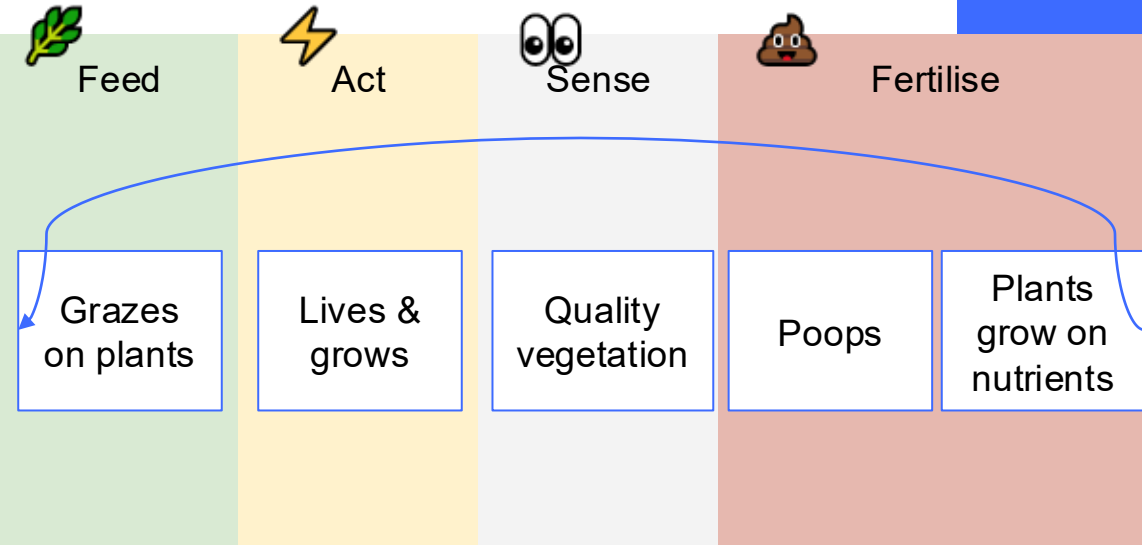 Feed
Act
Sense
Fertilise
Grazes
on plants
Lives &
grows
Quality
vegetation
Poops
Plants
grow on
nutrients